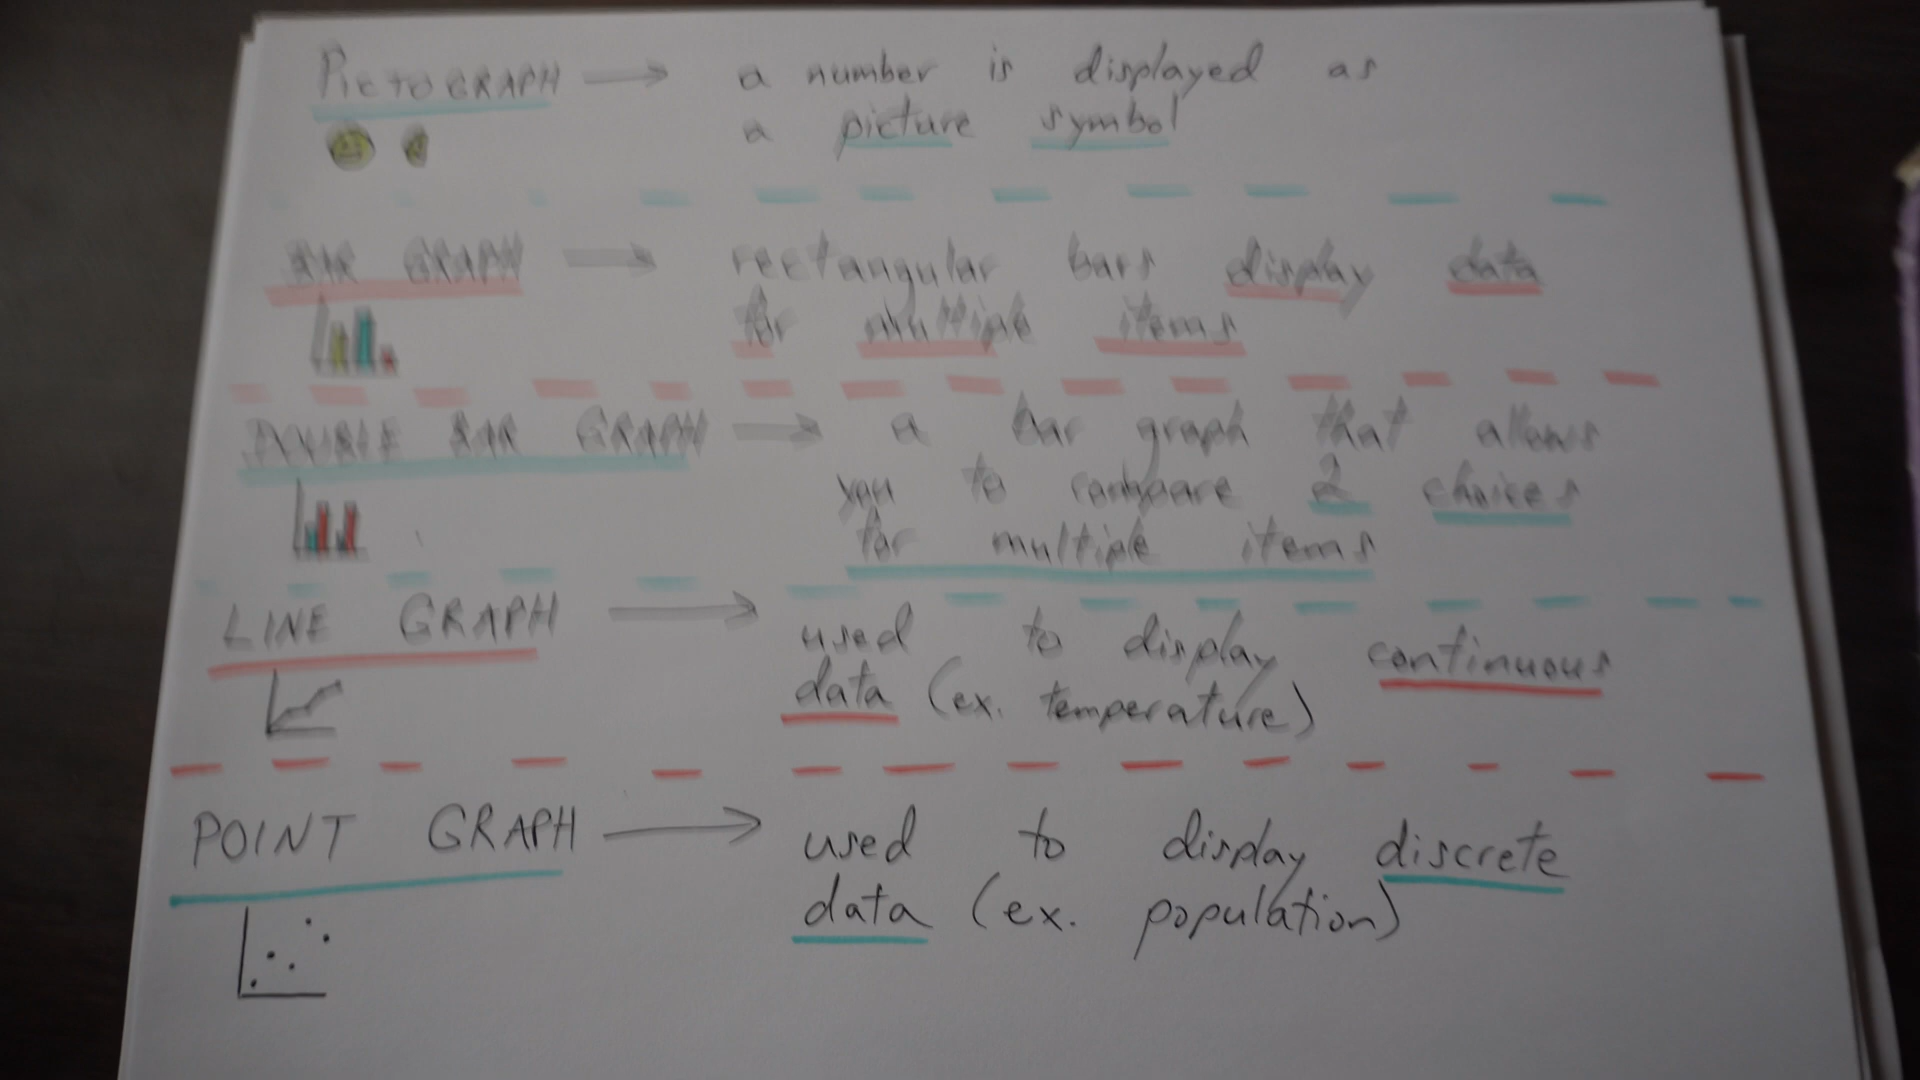 PICTOGRAPH → a number is displayed as
a picture symbol
BAR GRAPH → rectangular bars display data
for multiple items
DOUBLE BAR GRAPH → a bar graph that allows
you to compare 2 choices
for multiple items
LINE GRAPH → used to display continuous
data (ex. temperature)
POINT GRAPH → used to display discrete
data (ex. population)